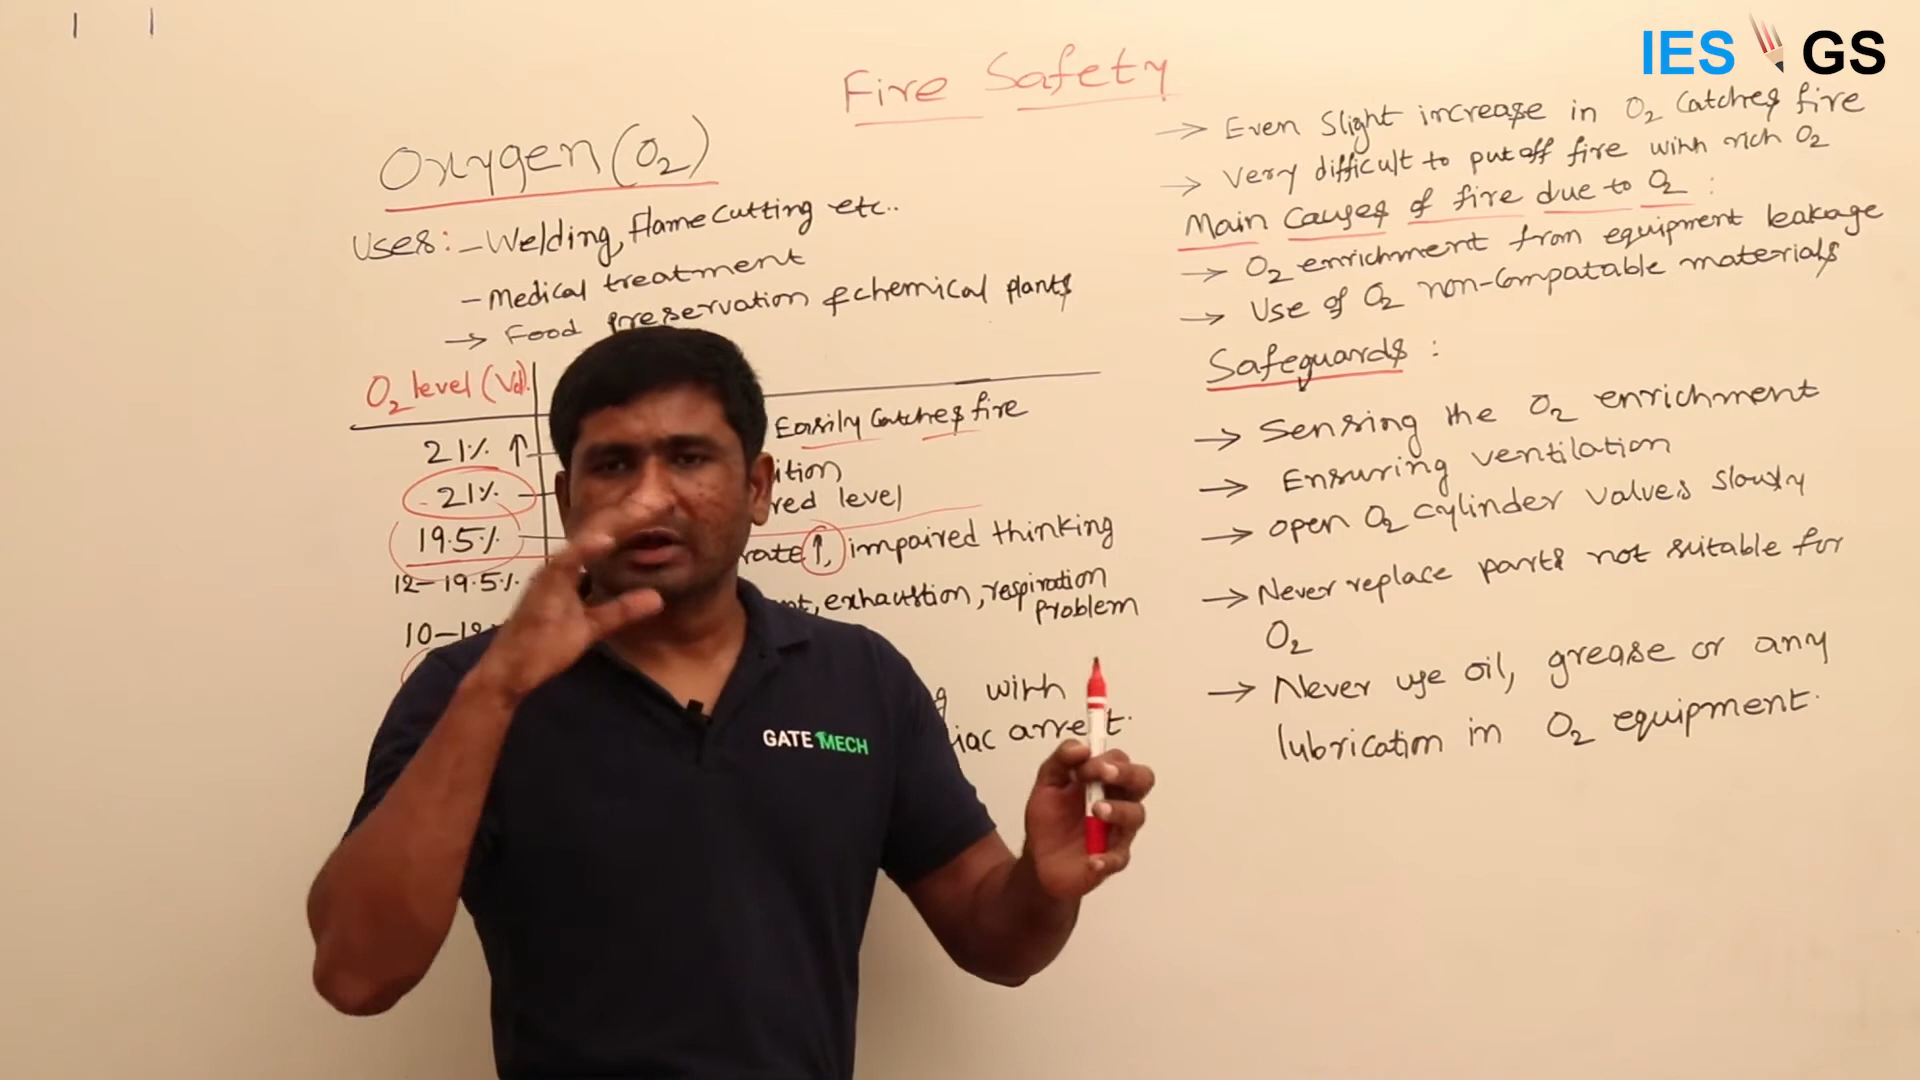 IES GS
Fire Safety
Oxygen (O2)
Uses: - Welding, flame cutting etc..
- Medical treatment
→ Food preservation & chemical plants
O2 level (Vol).
21% ↑ Easily catches fire
21% ition
red level
19.5%
12-19.5% rate ↑, impaired thinking
10-12 nt, exhaustion, respiration
problem
g with
iac arrest.
→ Even slight increase in O2 catches fire
→ Very difficult to put off fire with rich O2
Main causes of fire due to O2 :
→ O2 enrichment from equipment leakage
→ Use of O2 non-compatable materials
Safeguards :
→ Sensing the O2 enrichment
→ Ensuring ventilation
→ open O2 cylinder valves slowly
→ Never replace parts not suitable for
O2
→ Never use oil, grease or any
lubrication in O2 equipment.
GATE MECH